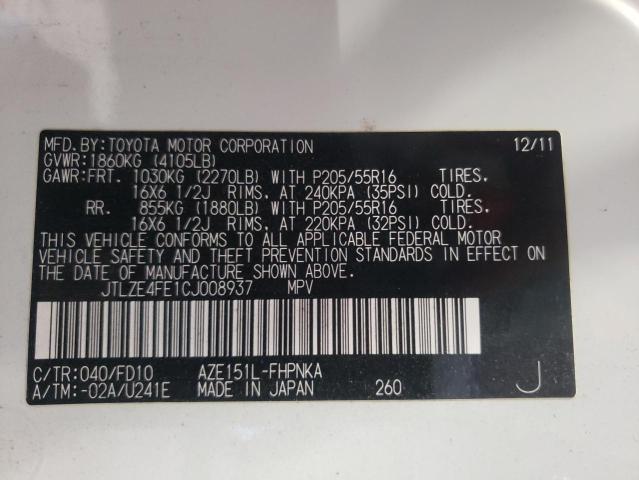 MFD.BY:TOYOTA MOTOR CORPORATION 12/11
GVWR:1860KG (4105LB)
GAWR:FRT. 1030KG (2270LB) WITH P205/55R16 TIRES.
16X6 1/2J RIMS. AT 240KPA (35PSI) COLD.
RR. 855KG (1880LB) WITH P205/55R16 TIRES.
16X6 1/2J RIMS. AT 220KPA (32PSI) COLD.
THIS VEHICLE CONFORMS TO ALL APPLICABLE FEDERAL MOTOR
VEHICLE SAFETY AND THEFT PREVENTION STANDARDS IN EFFECT ON
THE DATE OF MANUFACTURE SHOWN ABOVE.
JTLZE4FE1CJ008937 MPV
C/TR:040/FD10 AZE151L-FHPNKA
A/TM:-02A/U241E MADE IN JAPAN 260 J